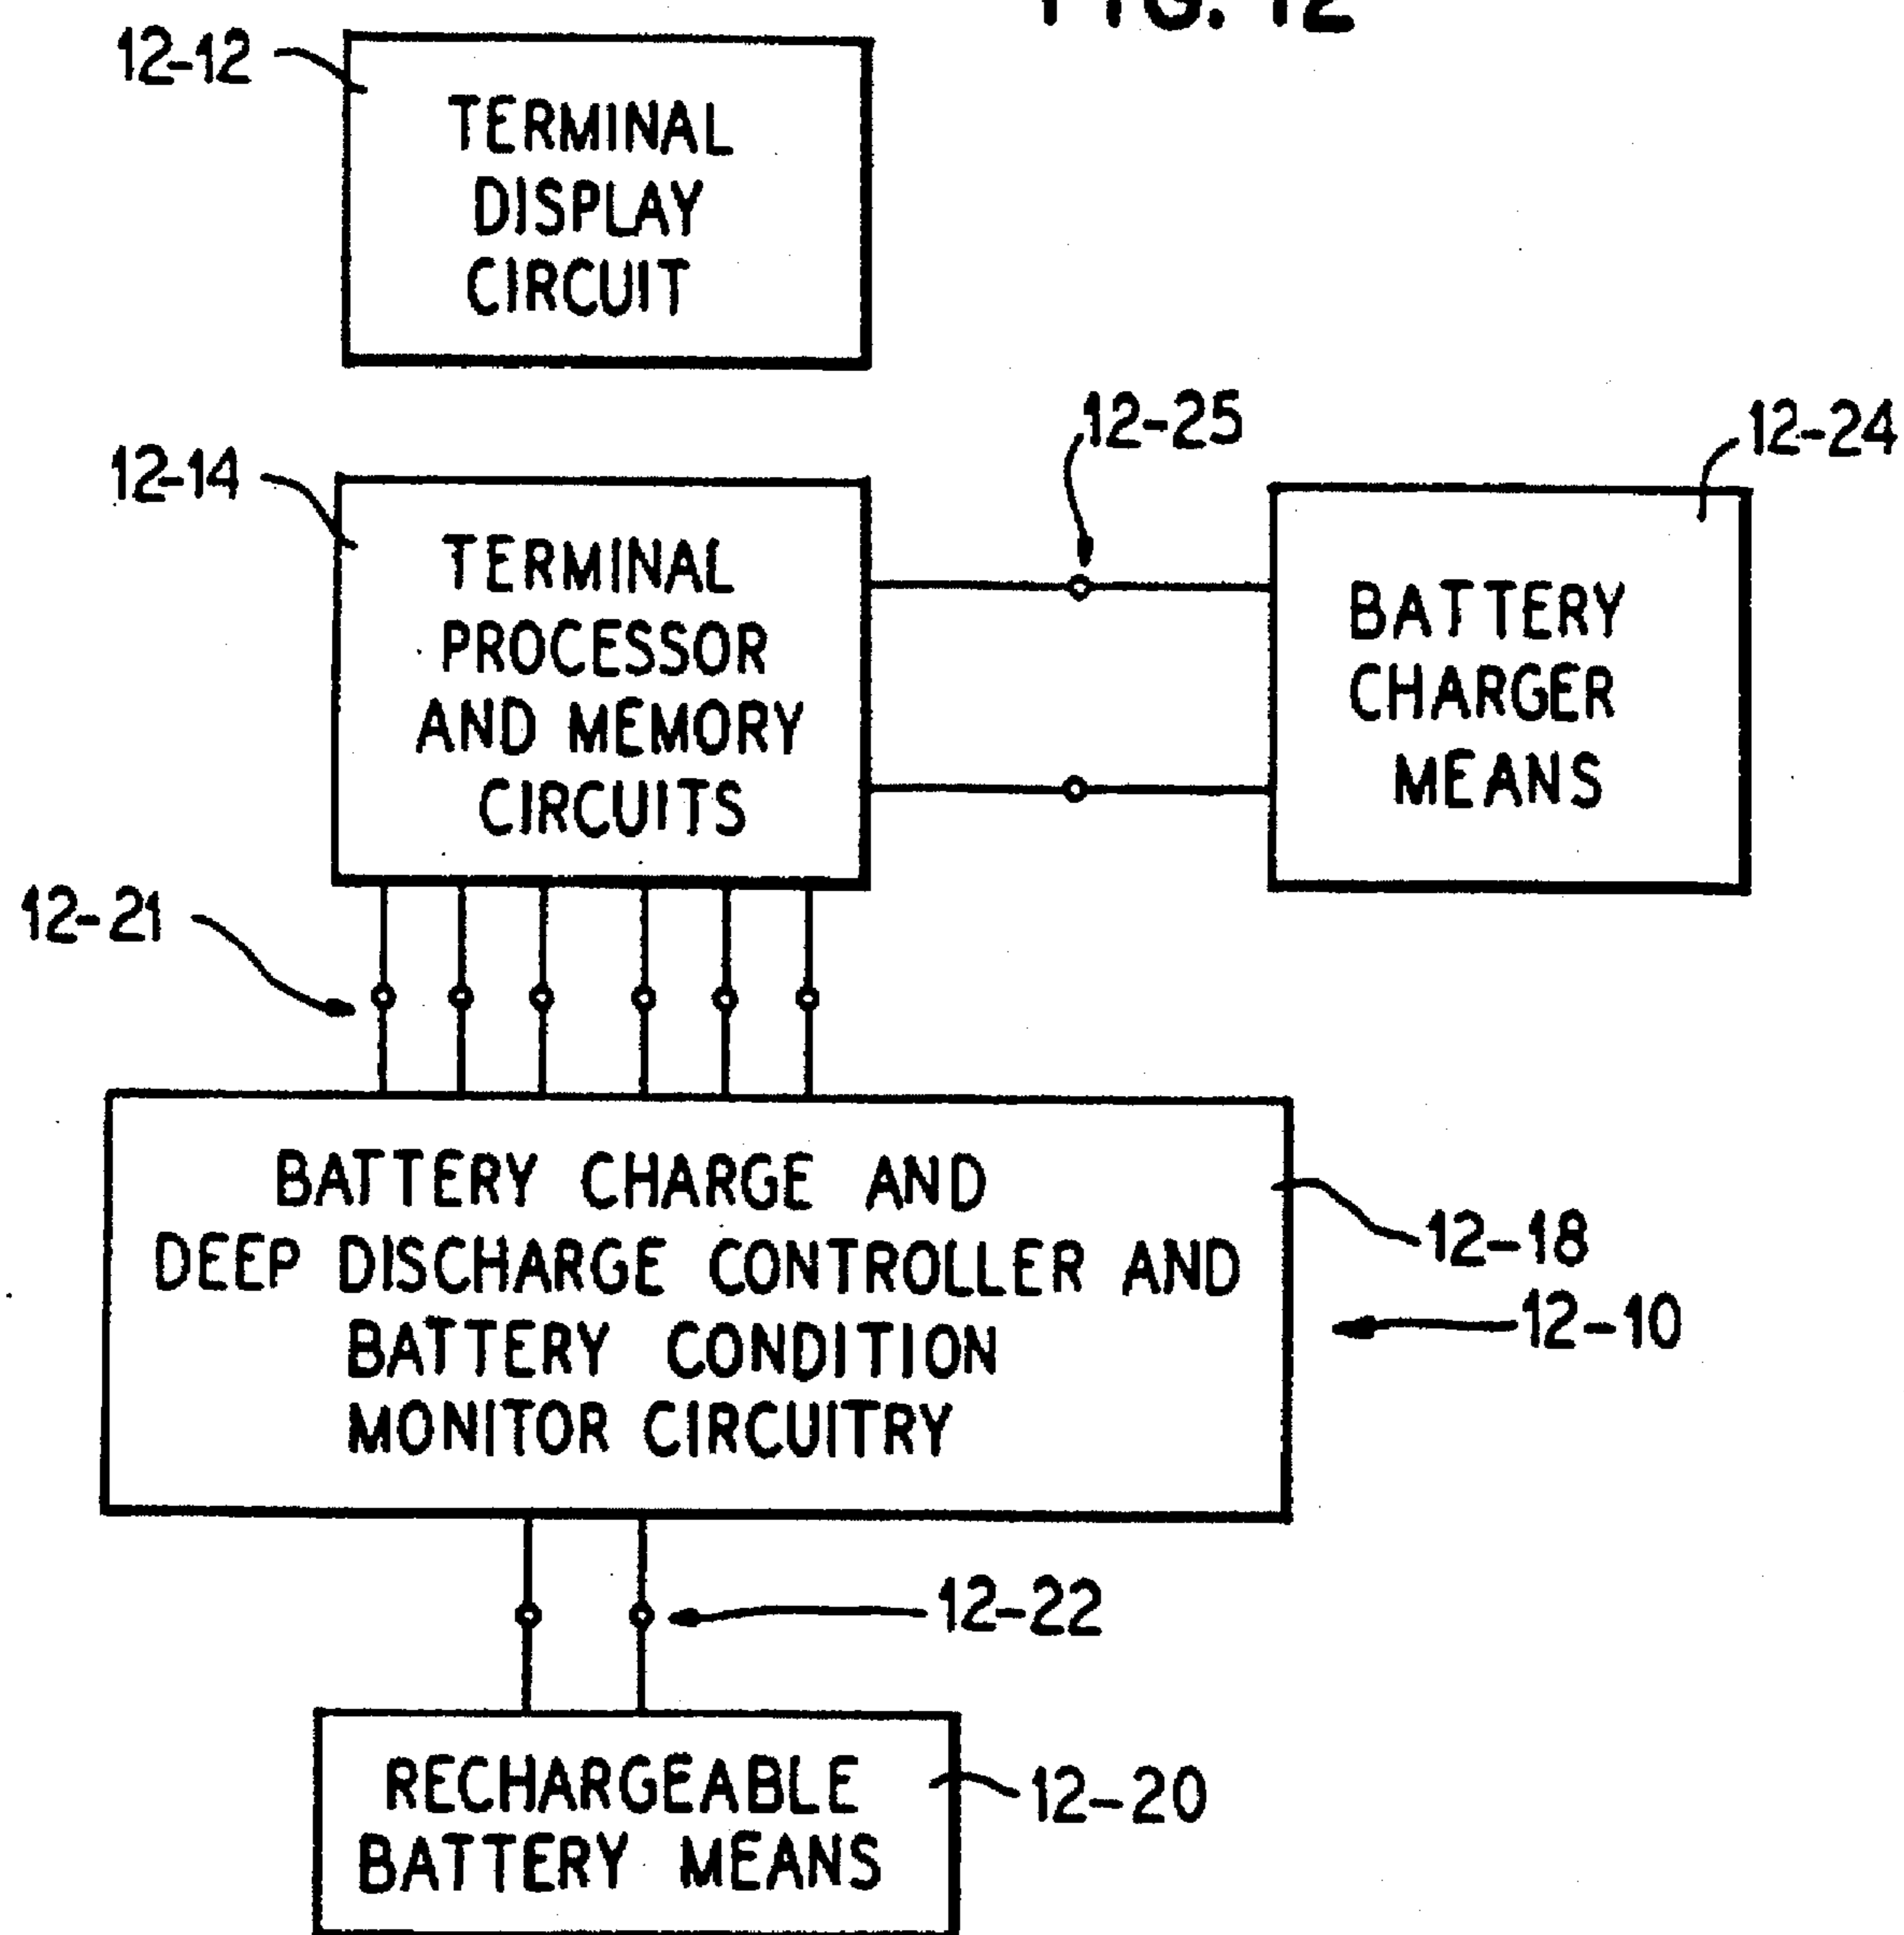 FIG. 12
12-12
TERMINAL
DISPLAY
CIRCUIT
12-25
12-24
12-14
TERMINAL
PROCESSOR
AND MEMORY
CIRCUITS
BATTERY
CHARGER
MEANS
12-21
BATTERY CHARGE AND
DEEP DISCHARGE CONTROLLER AND
BATTERY CONDITION
MONITOR CIRCUITRY
12-18
12-10
12-22
RECHARGEABLE
BATTERY MEANS
12-20